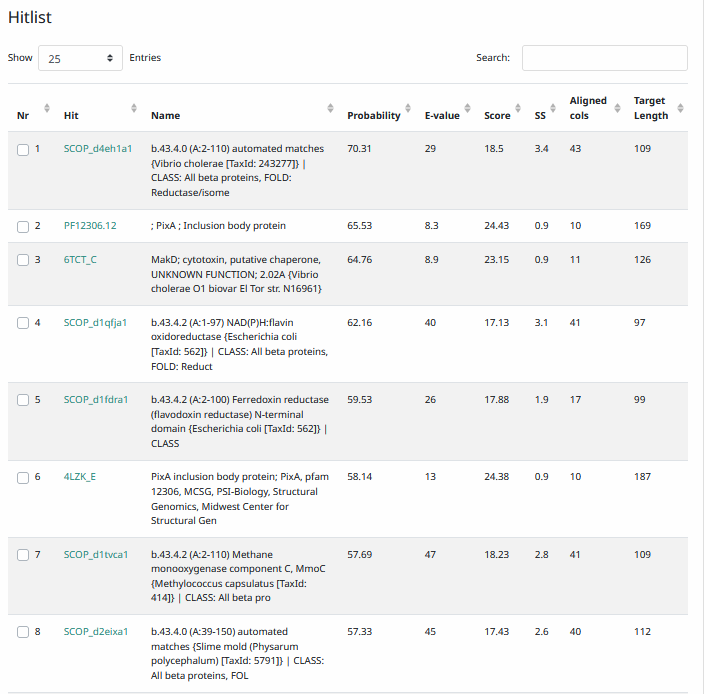 Hitlist
Show 25 Entries Search:
Nr Hit Name Probability E-value Score SS Aligned cols Target Length
1 SCOP_d4eh1a1 b.43.4.0 (A:2-110) automated matches 70.31 29 18.5 3.4 43 109
{Vibrio cholerae [TaxId: 243277]} |
CLASS: All beta proteins, FOLD:
Reductase/isome
2 PF12306.12 ; PixA ; Inclusion body protein 65.53 8.3 24.43 0.9 10 169
3 6TCT_C MakD; cytotoxin, putative chaperone, 64.76 8.9 23.15 0.9 11 126
UNKNOWN FUNCTION; 2.02A {Vibrio
cholerae O1 biovar El Tor str. N16961}
4 SCOP_d1qfja1 b.43.4.2 (A:1-97) NAD(P)H:flavin 62.16 40 17.13 3.1 41 97
oxidoreductase {Escherichia coli
[TaxId: 562]} | CLASS: All beta proteins,
FOLD: Reduct
5 SCOP_d1fdra1 b.43.4.2 (A:2-100) Ferredoxin reductase 59.53 26 17.88 1.9 17 99
(flavodoxin reductase) N-terminal
domain {Escherichia coli [TaxId: 562]} |
CLASS
6 4LZK_E PixA inclusion body protein; PixA, pfam 58.14 13 24.38 0.9 10 187
12306, MCSG, PSI-Biology, Structural
Genomics, Midwest Center for
Structural Gen
7 SCOP_d1tvca1 b.43.4.2 (A:2-110) Methane 57.69 47 18.23 2.8 41 109
monooxygenase component C, MmoC
{Methylococcus capsulatus [TaxId:
414]} | CLASS: All beta pro
8 SCOP_d2eixa1 b.43.4.0 (A:39-150) automated 57.33 45 17.43 2.6 40 112
matches {Slime mold (Physarum
polycephalum) [TaxId: 5791]} | CLASS:
All beta proteins, FOL